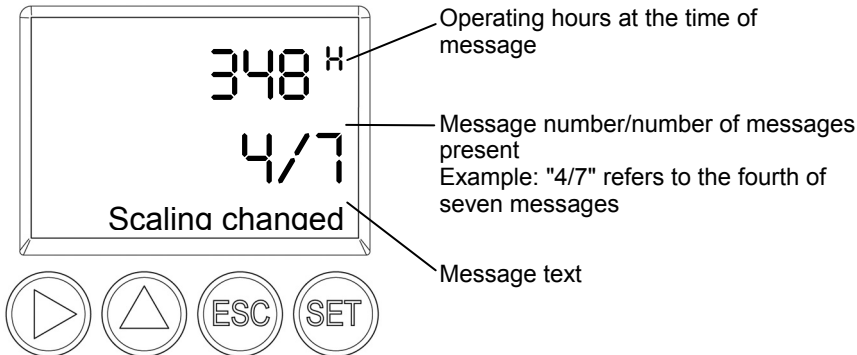 348 H
4/7
Scaling changed
ESC
SET
Operating hours at the time of
message
Message number/number of messages
present
Example: "4/7" refers to the fourth of
seven messages
Message text